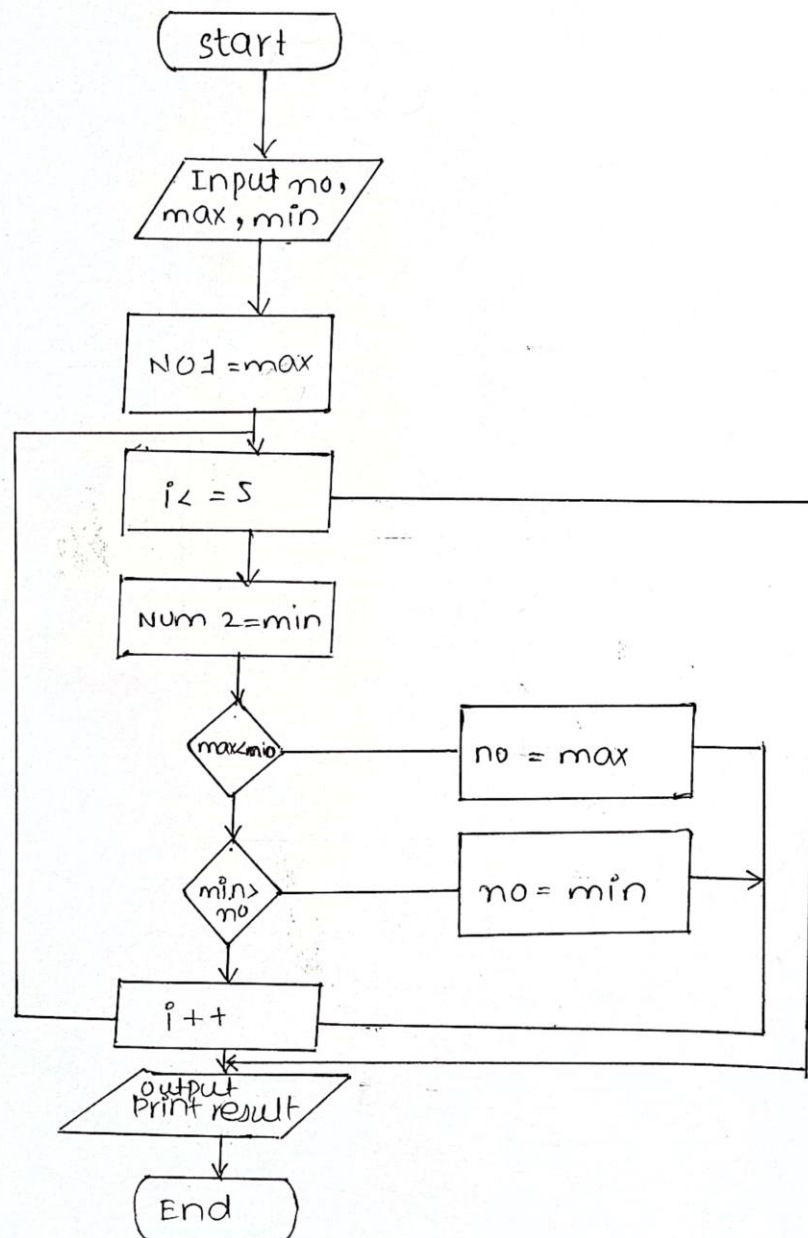 start
Input no,
max, min
NO1 = max
i< = 5
Num 2 = min
max<min
no = max
min>
no
no = min
i + +
output
Print result
End